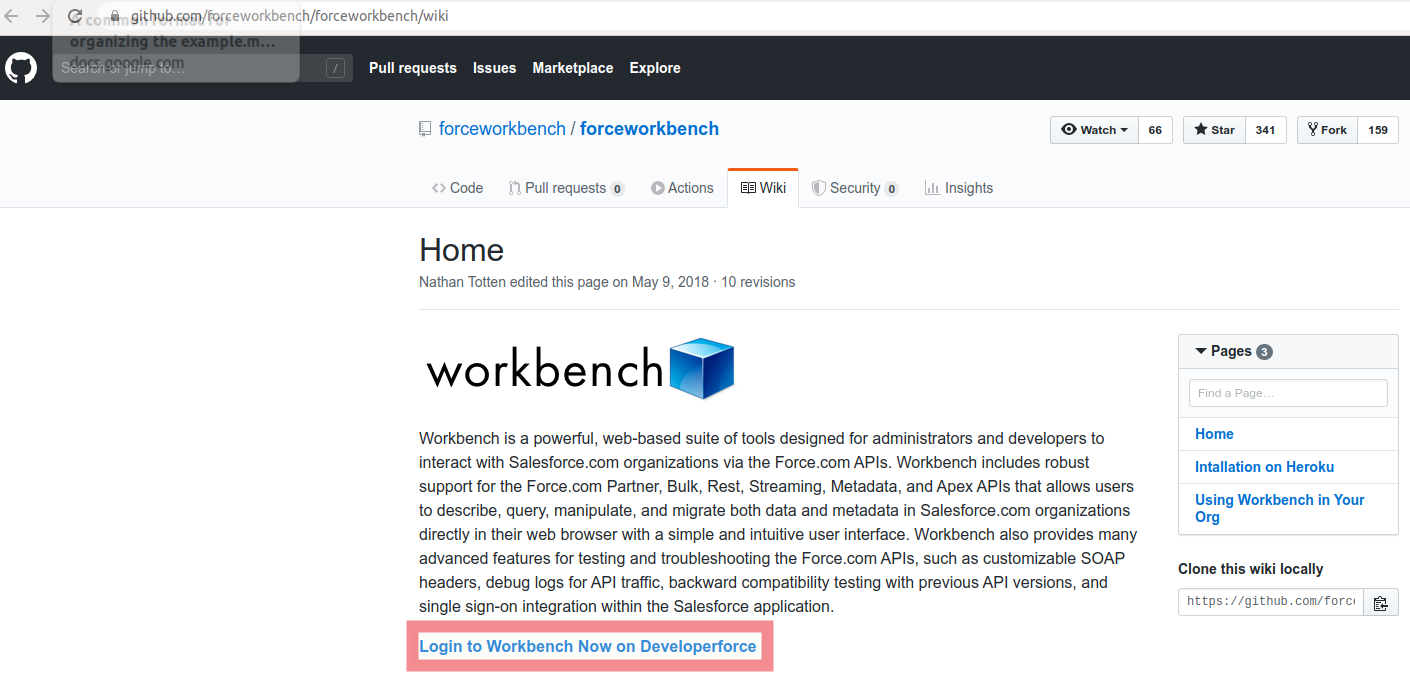 github.com/forceworkbench/forceworkbench/wiki
A common format for
organizing the example.m...
docs.google.com
Search or jump to…
/
Pull requests Issues Marketplace Explore
forceworkbench / forceworkbench
Watch 66 Star 341 Fork 159
Code Pull requests 0 Actions Wiki Security 0 Insights
Home
Nathan Totten edited this page on May 9, 2018 · 10 revisions
workbench
Workbench is a powerful, web-based suite of tools designed for administrators and developers to
interact with Salesforce.com organizations via the Force.com APIs. Workbench includes robust
support for the Force.com Partner, Bulk, Rest, Streaming, Metadata, and Apex APIs that allows users
to describe, query, manipulate, and migrate both data and metadata in Salesforce.com organizations
directly in their web browser with a simple and intuitive user interface. Workbench also provides many
advanced features for testing and troubleshooting the Force.com APIs, such as customizable SOAP
headers, debug logs for API traffic, backward compatibility testing with previous API versions, and
single sign-on integration within the Salesforce application.
Login to Workbench Now on Developerforce
Pages 3
Find a Page…
Home
Intallation on Heroku
Using Workbench in Your
Org
Clone this wiki locally
https://github.com/forc